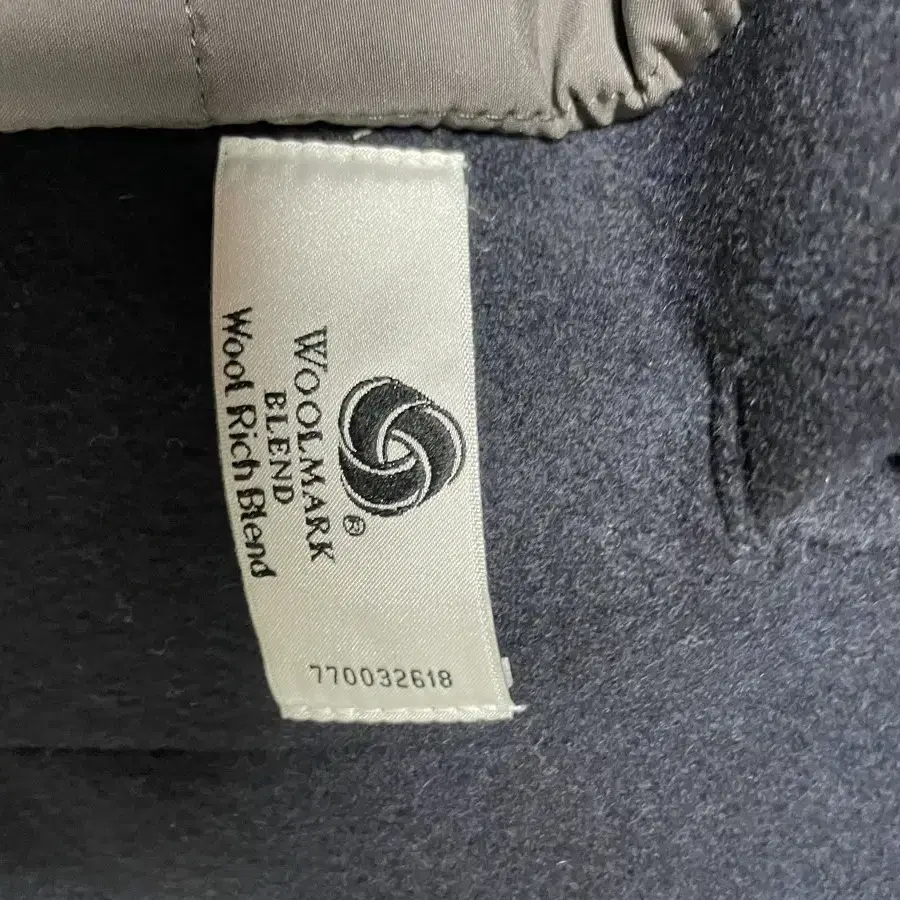 WOOLMARK
BLEND
Wool Rich Blend
770032618